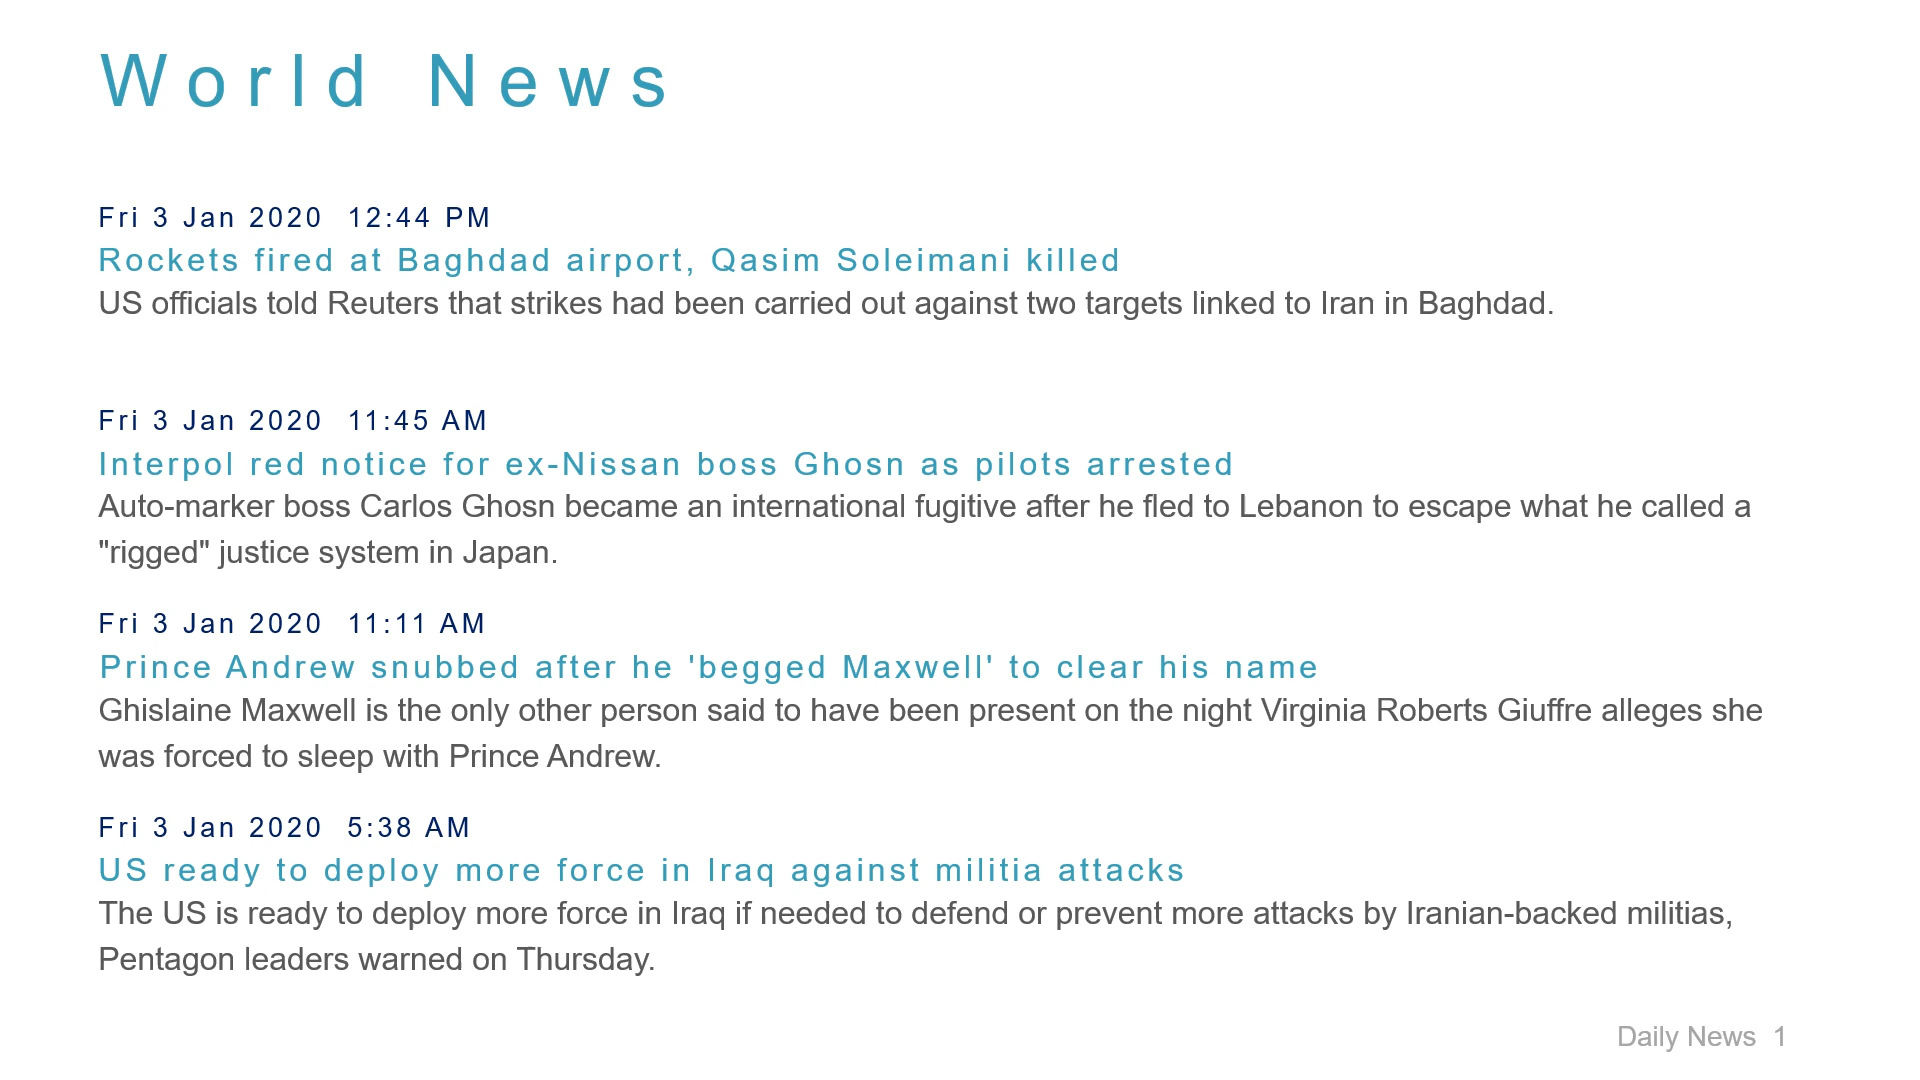 World News
Fri 3 Jan 2020  12:44 PM
Rockets fired at Baghdad airport, Qasim Soleimani killed
US officials told Reuters that strikes had been carried out against two targets linked to Iran in Baghdad.
Fri 3 Jan 2020  11:45 AM
Interpol red notice for ex-Nissan boss Ghosn as pilots arrested
Auto-marker boss Carlos Ghosn became an international fugitive after he fled to Lebanon to escape what he called a
"rigged" justice system in Japan.
Fri 3 Jan 2020  11:11 AM
Prince Andrew snubbed after he 'begged Maxwell' to clear his name
Ghislaine Maxwell is the only other person said to have been present on the night Virginia Roberts Giuffre alleges she
was forced to sleep with Prince Andrew.
Fri 3 Jan 2020  5:38 AM
US ready to deploy more force in Iraq against militia attacks
The US is ready to deploy more force in Iraq if needed to defend or prevent more attacks by Iranian-backed militias,
Pentagon leaders warned on Thursday.
Daily News  1